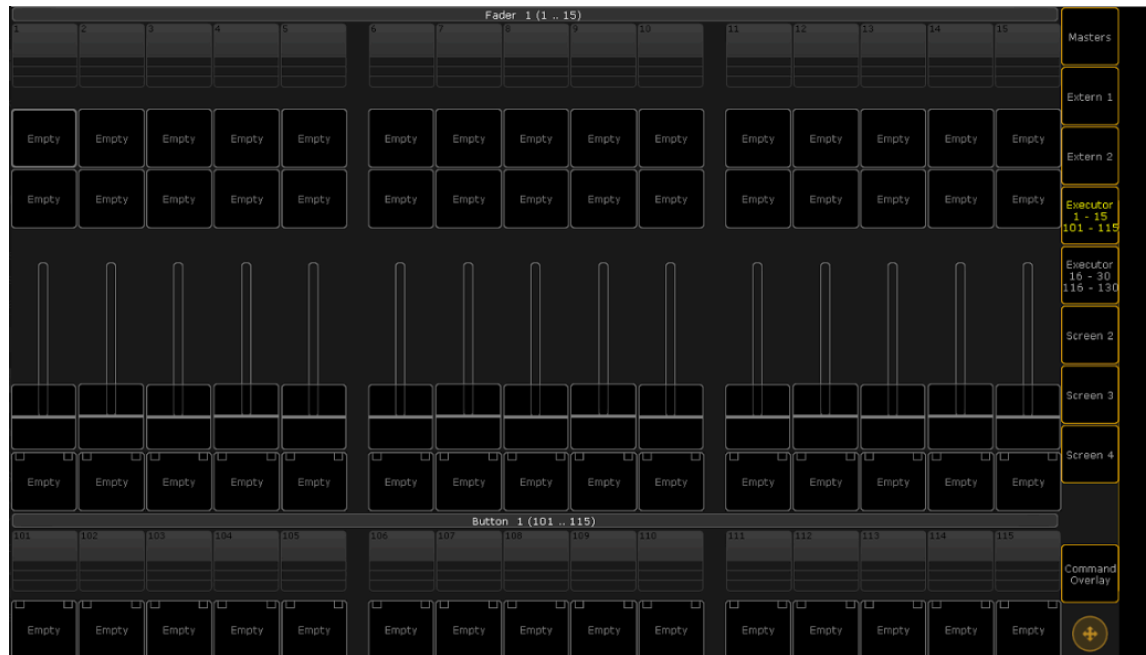 Fader 1 (1 .. 15)
1 2 3 4 5 6 7 8 9 10 11 12 13 14 15
Empty Empty Empty Empty Empty Empty Empty Empty Empty Empty Empty Empty Empty Empty Empty
Empty Empty Empty Empty Empty Empty Empty Empty Empty Empty Empty Empty Empty Empty Empty
Empty Empty Empty Empty Empty Empty Empty Empty Empty Empty Empty Empty Empty Empty Empty
Button 1 (101 .. 115)
101 102 103 104 105 106 107 108 109 110 111 112 113 114 115
Empty Empty Empty Empty Empty Empty Empty Empty Empty Empty Empty Empty Empty Empty Empty
Masters
Extern 1
Extern 2
Executor
1 - 15
101 - 115
Executor
16 - 30
116 - 130
Screen 2
Screen 3
Screen 4
Command
Overlay